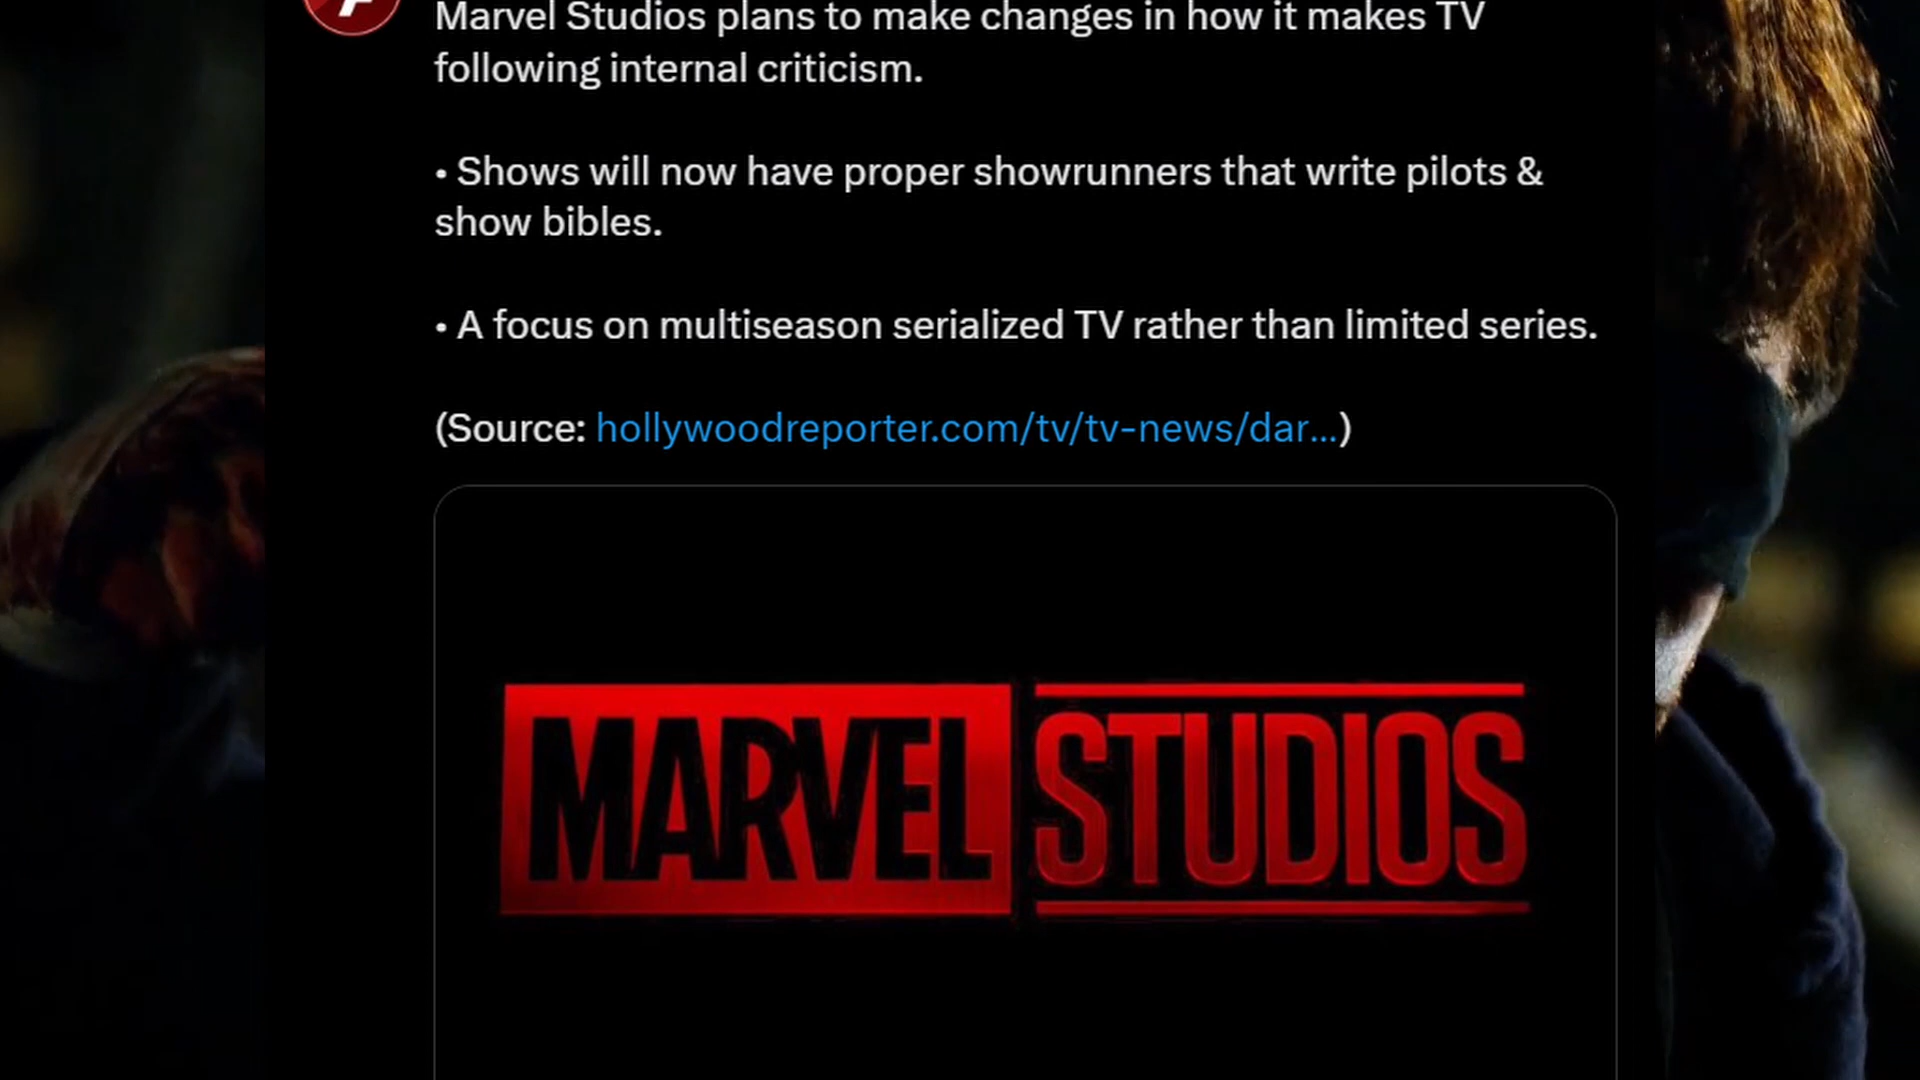 Marvel Studios plans to make changes in how it makes TV
following internal criticism.
• Shows will now have proper showrunners that write pilots &
show bibles.
• A focus on multiseason serialized TV rather than limited series.
(Source: hollywoodreporter.com/tv/tv-news/dar...)
MARVEL STUDIOS